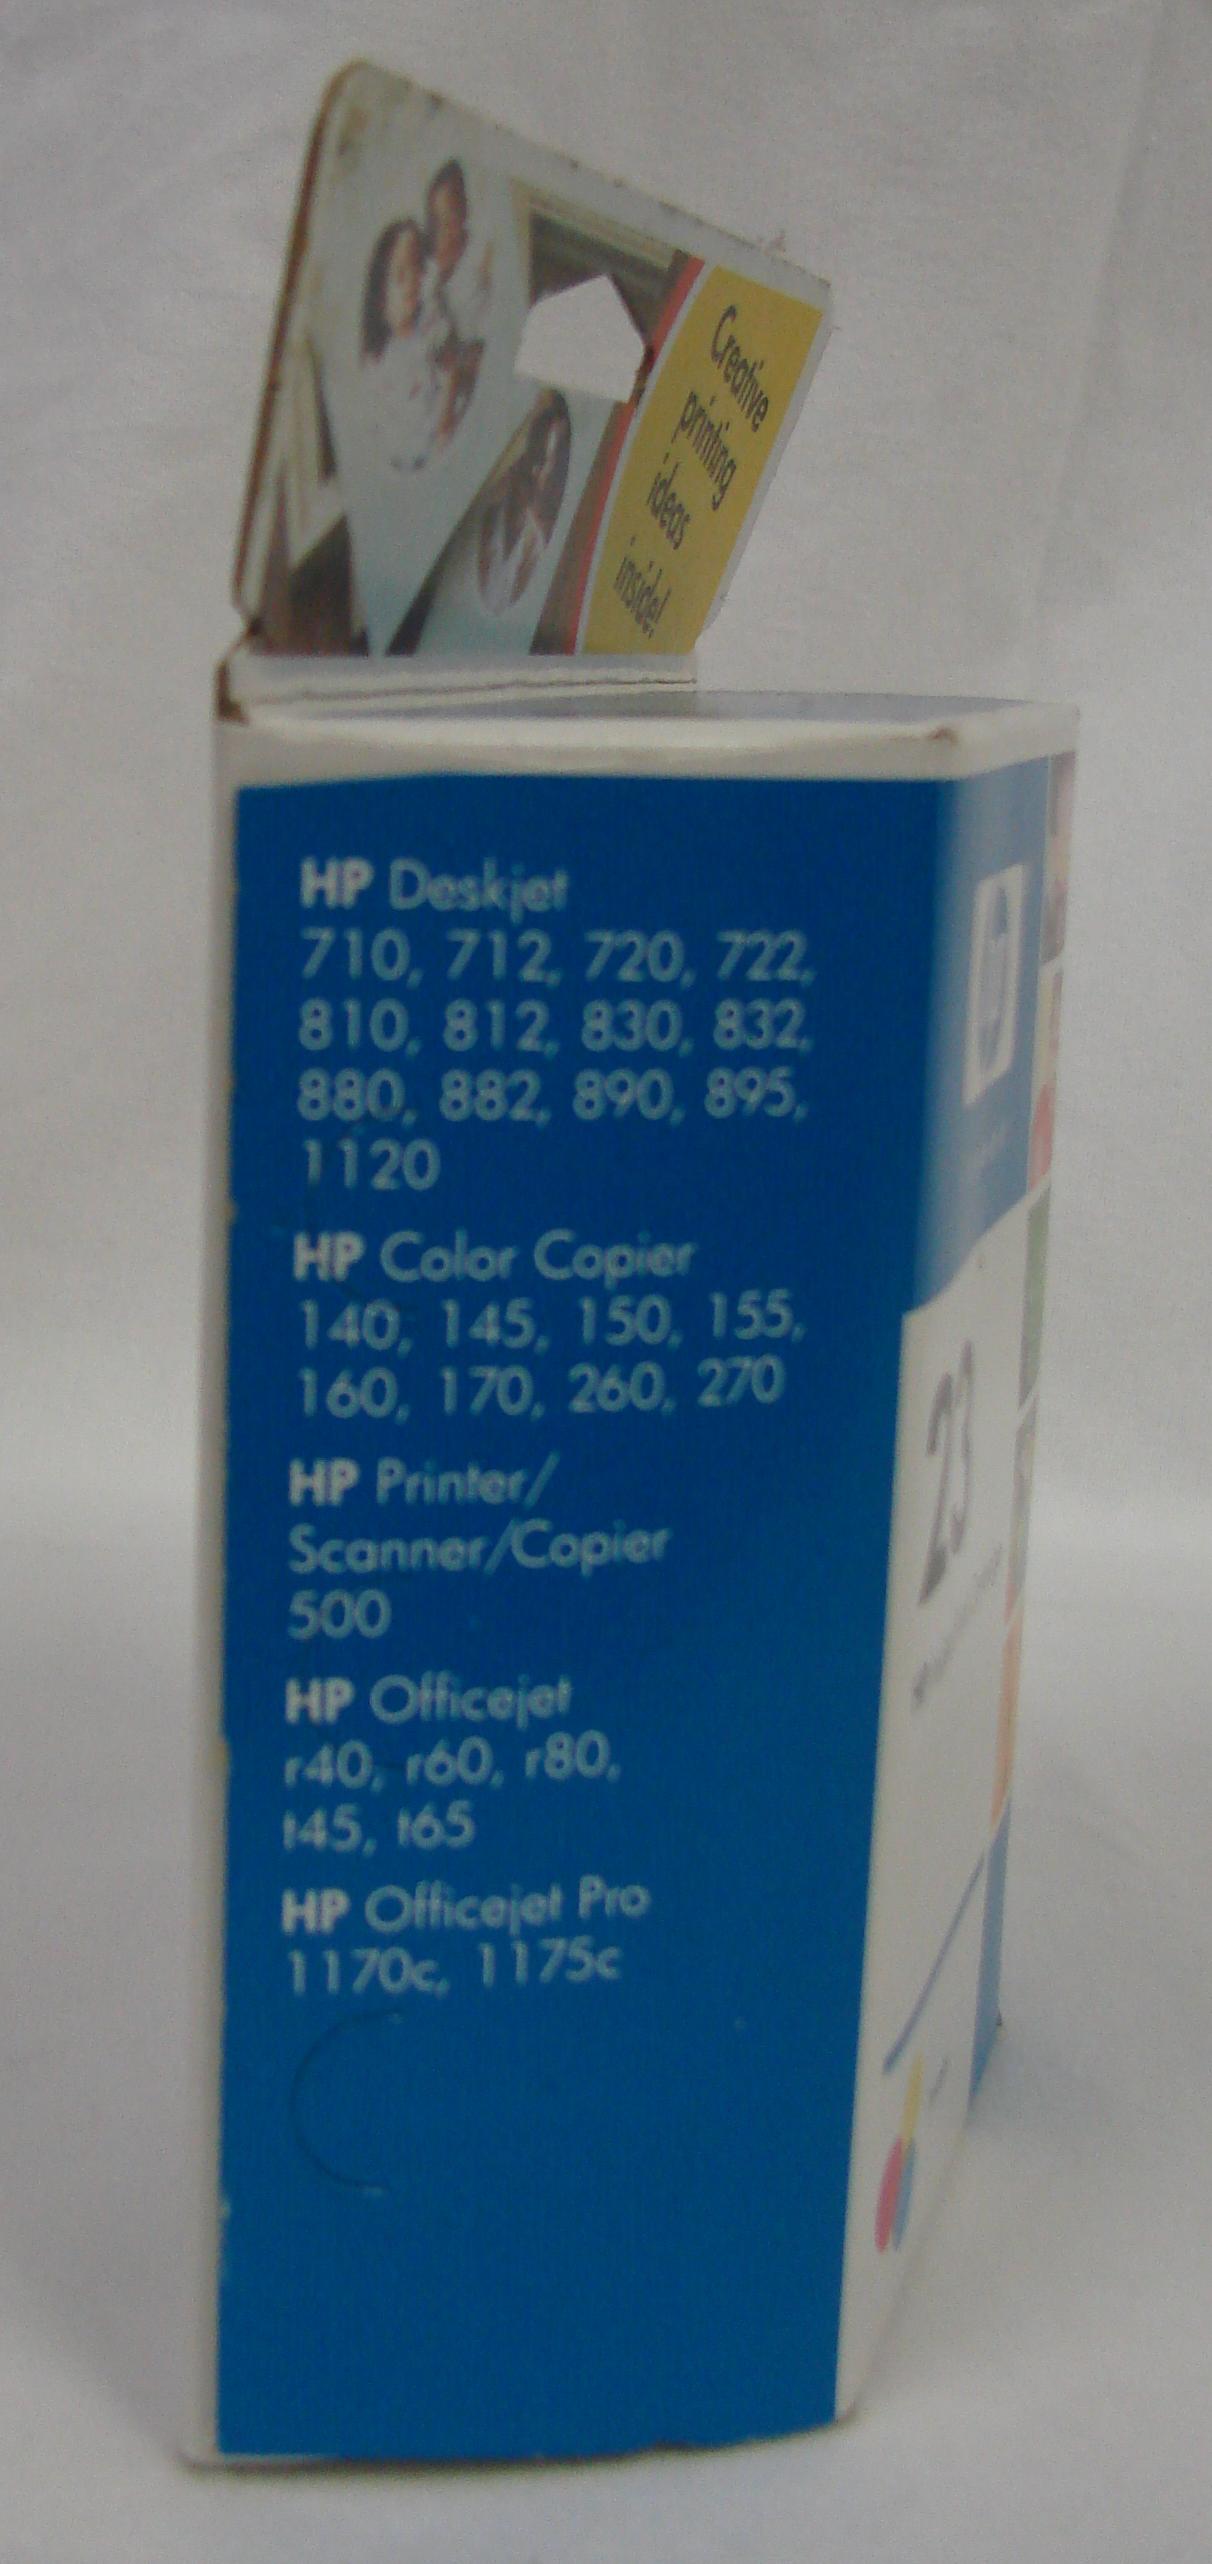 Creative
printing
ideas
inside!
HP Deskjet
710, 712, 720, 722,
810, 812, 830, 832,
880, 882, 890, 895,
1120
HP Color Copier
140, 145, 150, 155,
160, 170, 260, 270
HP Printer/
Scanner/Copier
500
HP Officejet
r40, r60, r80,
t45, t65
HP Officejet Pro
1170c, 1175c
hp
23